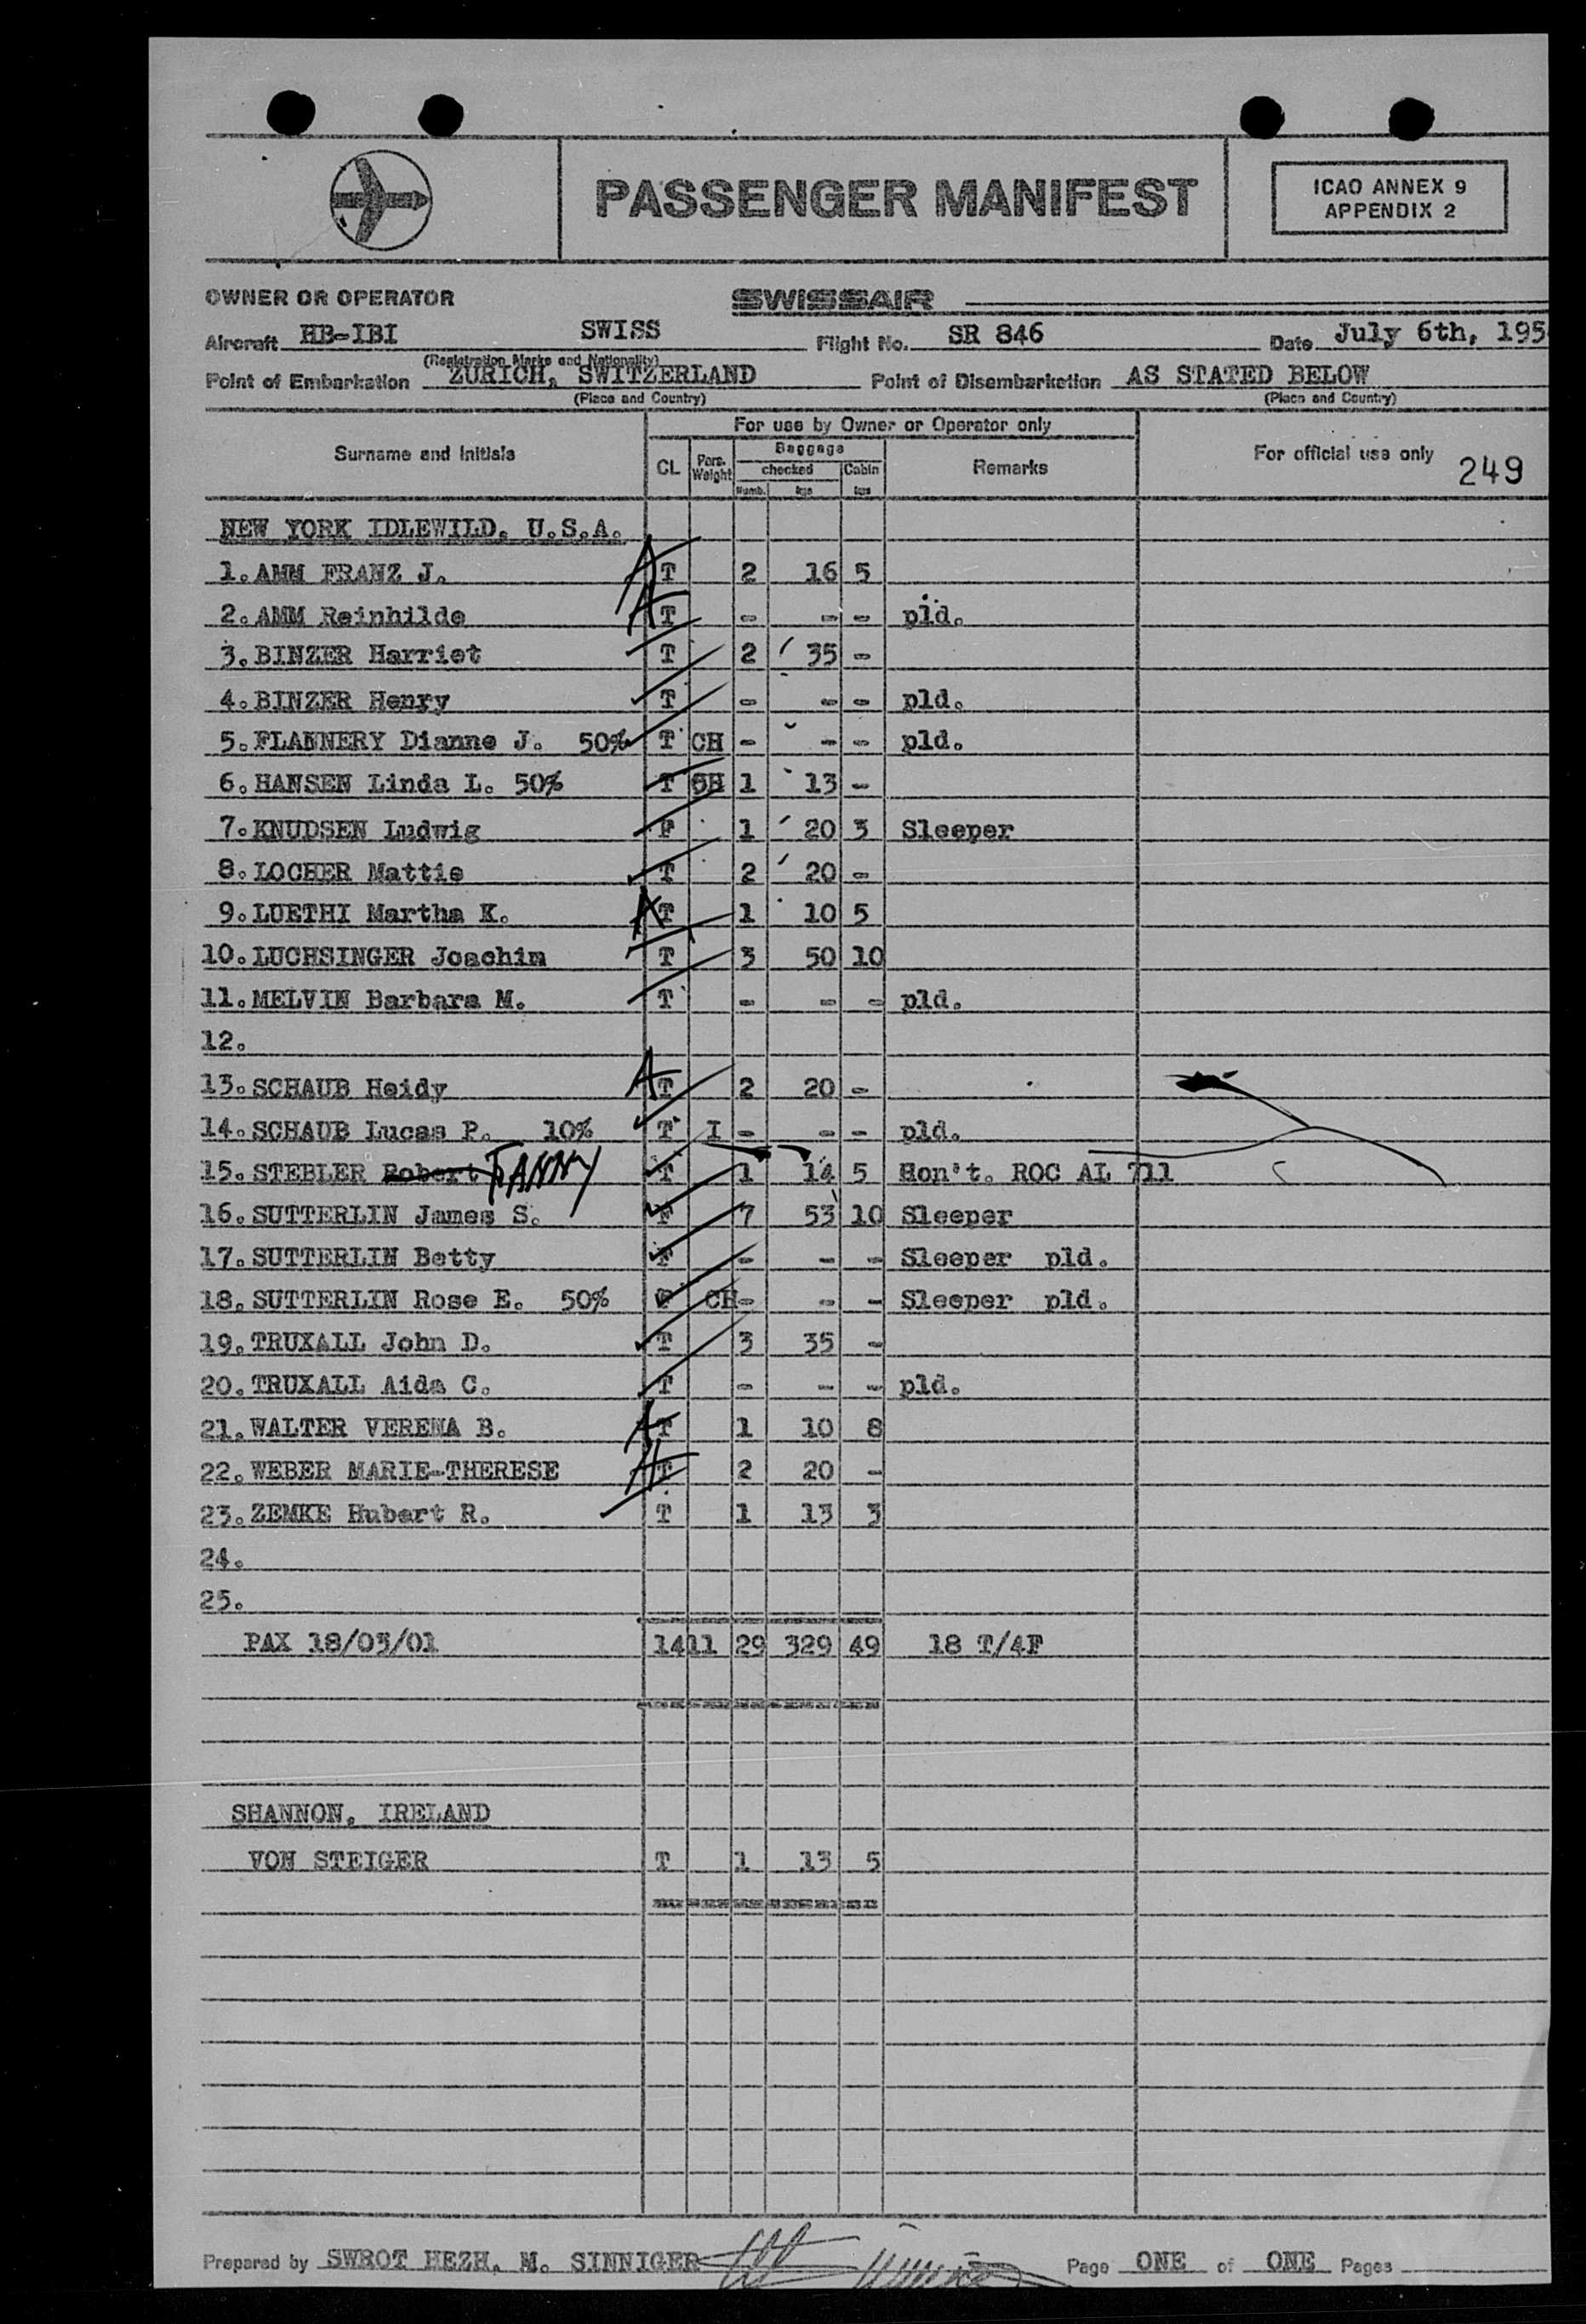 PASSENGER MANIFEST
ICAO ANNEX 9
APPENDIX 2
OWNER OR OPERATOR SWISSAIR
Aircraft HB-IBI SWISS Flight No. SR 846 Date July 6th, 195
(Registration Marks and Nationality)
Point of Embarkation ZURICH, SWITZERLAND Point of Disembarkation AS STATED BELOW
(Place and Country) (Place and Country)
For use by Owner or Operator only
Surname and Initials CL Pers. Weight Baggage checked Cabin Remarks For official use only 249
Numb. kgs kgs
NEW YORK IDLEWILD, U.S.A.
1. AMM FRANZ J. A T 2 16 5
2. AMM Reinhilde A T - - - pld.
3. BINZER Harriet T 2 35 -
4. BINZER Henry T - - - pld.
5. FLANNERY Dianne J. 50% T CH - - - pld.
6. HANSEN Linda L. 50% T CH 1 13 -
7. KNUDSEN Ludwig F 1 20 3 Sleeper
8. LOCHER Mattie T 2 20 -
9. LUETHI Martha K. A T 1 10 5
10. LUCHSINGER Joachim T 3 50 10
11. MELVIN Barbara M. T - - - pld.
12.
13. SCHAUB Heidy A T 2 20 -
14. SCHAUB Lucas P. 10% T I - - - pld.
15. STEBLER Robert FANNY T 1 14 5 Hon't. ROC AL 711
16. SUTTERLIN James S. F 7 53 10 Sleeper
17. SUTTERLIN Betty F - - - Sleeper pld.
18. SUTTERLIN Rose E. 50% F CH - - - Sleeper pld.
19. TRUXALL John D. T 3 35 -
20. TRUXALL Aida C. T - - - pld.
21. WALTER VERENA B. A T 1 10 8
22. WEBER MARIE-THERESE A T 2 20 -
23. ZEMKE Hubert R. T 1 13 3
24.
25.
PAX 18/03/01 1411 29 329 49 18 T/4F
SHANNON, IRELAND
VON STEIGER T 1 13 5
Prepared by SWROT HEZH, M. SINNIGER Page ONE of ONE Pages